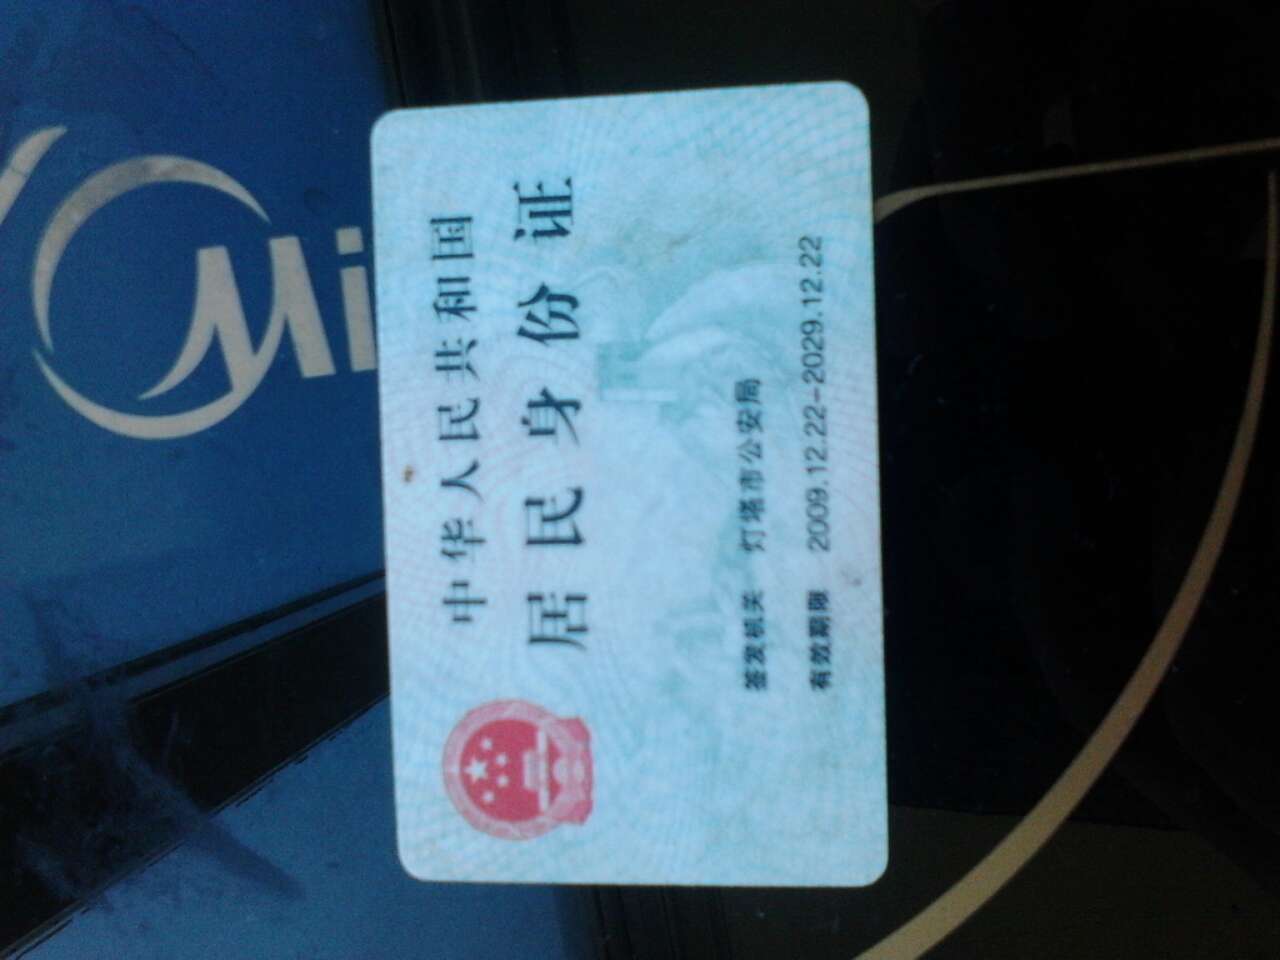 中华人民共和国
居民身份证
签发机关 灯塔市公安局
有效期限 2009.12.22-2029.12.22
Mi